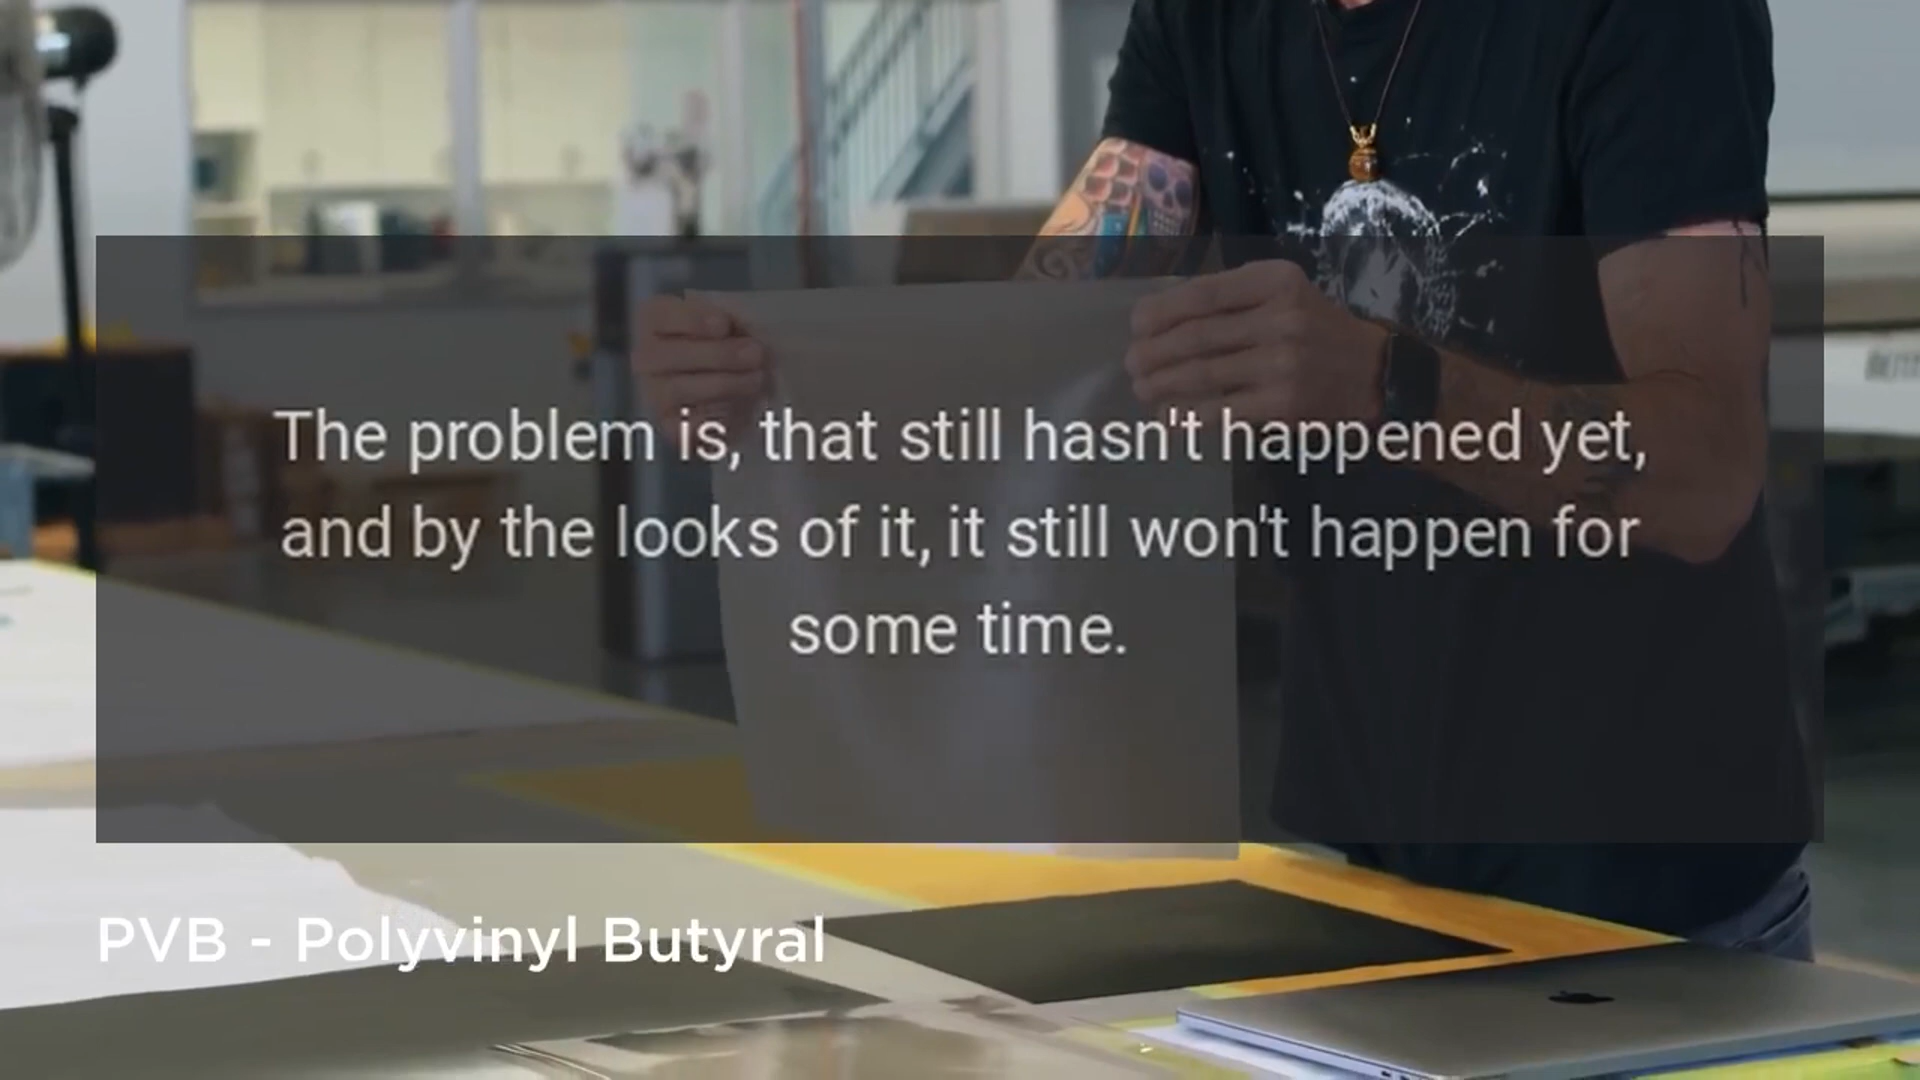 The problem is, that still hasn't happened yet,
and by the looks of it, it still won't happen for
some time.
PVB - Polyvinyl Butyral